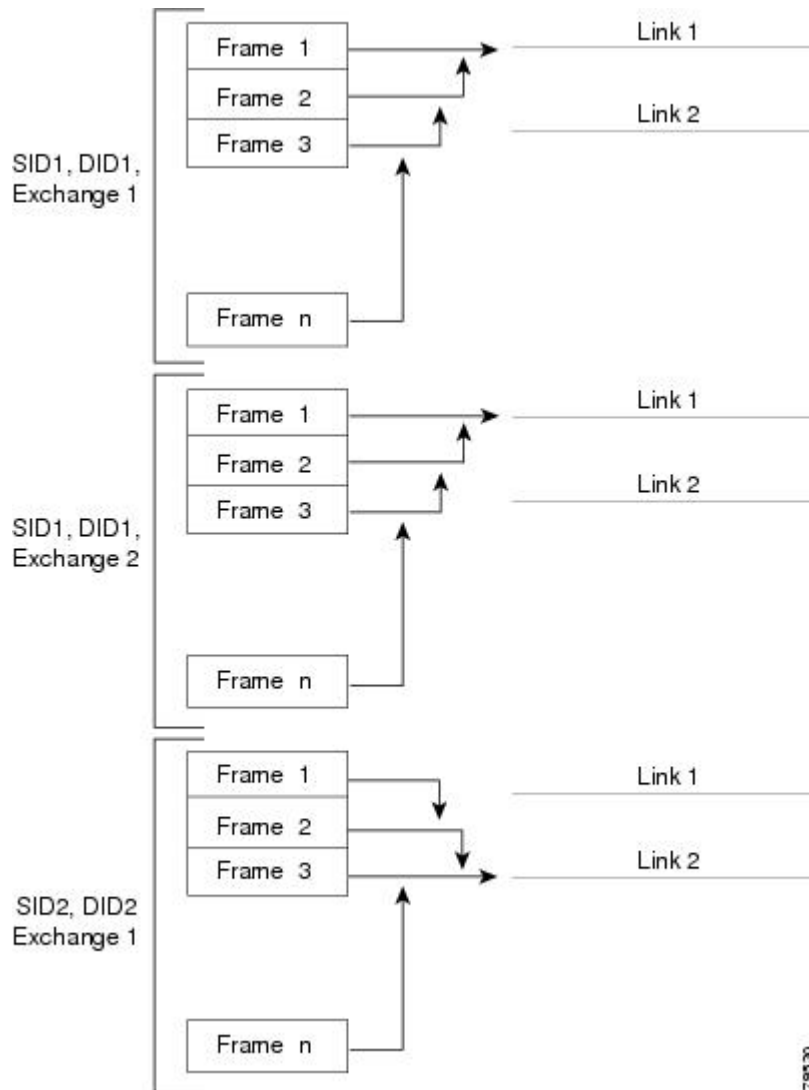 Frame 1
Link 1
Frame 2
Link 2
Frame 3
SID1, DID1,
Exchange 1
Frame n
Frame 1
Link 1
Frame 2
Link 2
Frame 3
SID1, DID1,
Exchange 2
Frame n
Frame 1
Link 1
Frame 2
Link 2
Frame 3
SID2, DID2
Exchange 1
Frame n